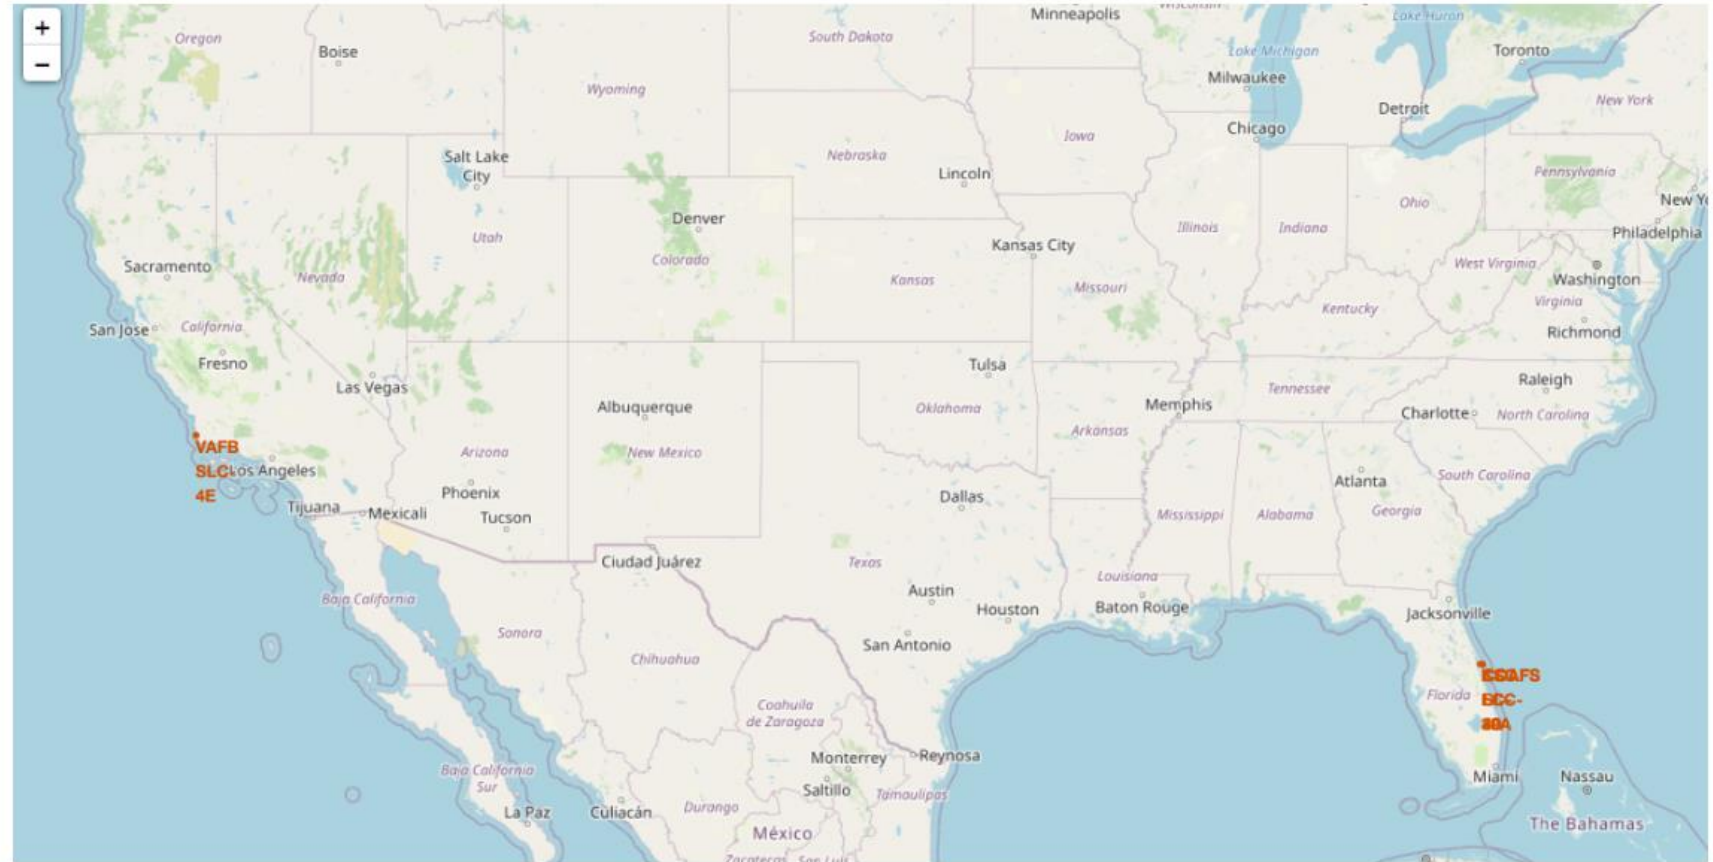 +
−
Minneapolis
Wisconsin
Lake Huron
Oregon
Boise
South Dakota
Lake Michigan
Toronto
Milwaukee
Wyoming
New York
Detroit
Chicago
Iowa
Salt Lake
City
Nebraska
Lincoln
Pennsylvania
Ohio
New Yo
Denver
Utah
Illinois
Indiana
Philadelphia
Kansas City
Colorado
Sacramento
Nevada
Kansas
Missouri
West Virginia
Washington
Virginia
Kentucky
San Jose
California
Richmond
Fresno
Las Vegas
Tulsa
Raleigh
Tennessee
Albuquerque
Oklahoma
Memphis
Charlotte
North Carolina
Arkansas
VAFB
SLC-
4E
Los Angeles
Arizona
New Mexico
Phoenix
Dallas
Atlanta
South Carolina
Tijuana
Mexicali
Tucson
Mississippi
Alabama
Georgia
Ciudad Juárez
Texas
Louisiana
Baja California
Austin
Houston
Baton Rouge
Jacksonville
Sonora
San Antonio
Chihuahua
Florida
Coahuila
de Zaragoza
Monterrey
Reynosa
Baja California
Sur
Saltillo
Tamaulipas
Miami
Nassau
La Paz
Culiacán
Durango
México
The Bahamas
Zacatecas
San Luis